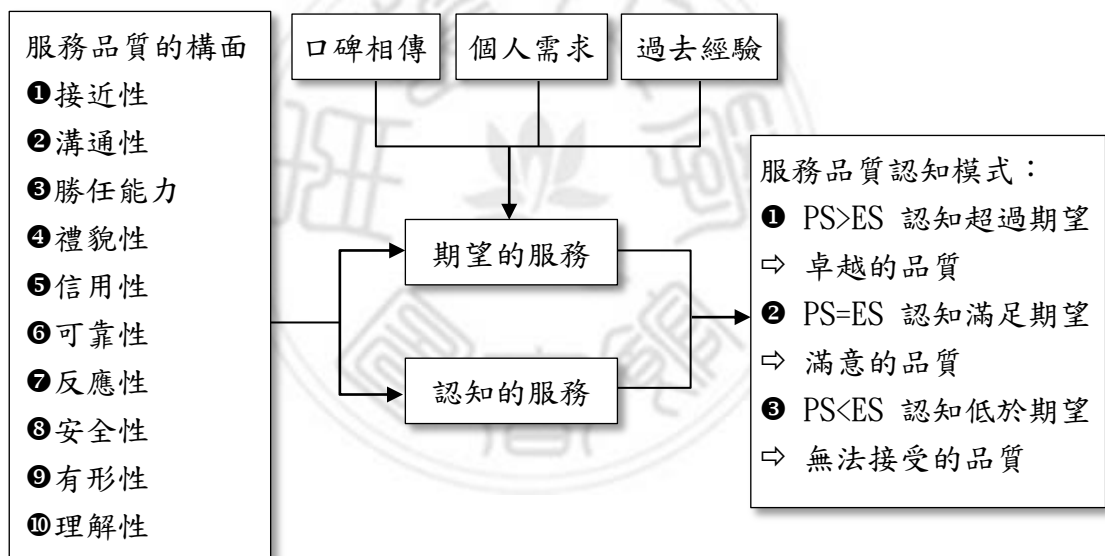 服務品質的構面
❶接近性
❷溝通性
❸勝任能力
❹禮貌性
❺信用性
❻可靠性
❼反應性
❽安全性
❾有形性
❿理解性
口碑相傳
個人需求
過去經驗
期望的服務
認知的服務
服務品質認知模式：
❶ PS>ES 認知超過期望
⇨ 卓越的品質
❷ PS=ES 認知滿足期望
⇨ 滿意的品質
❸ PS<ES 認知低於期望
⇨ 無法接受的品質